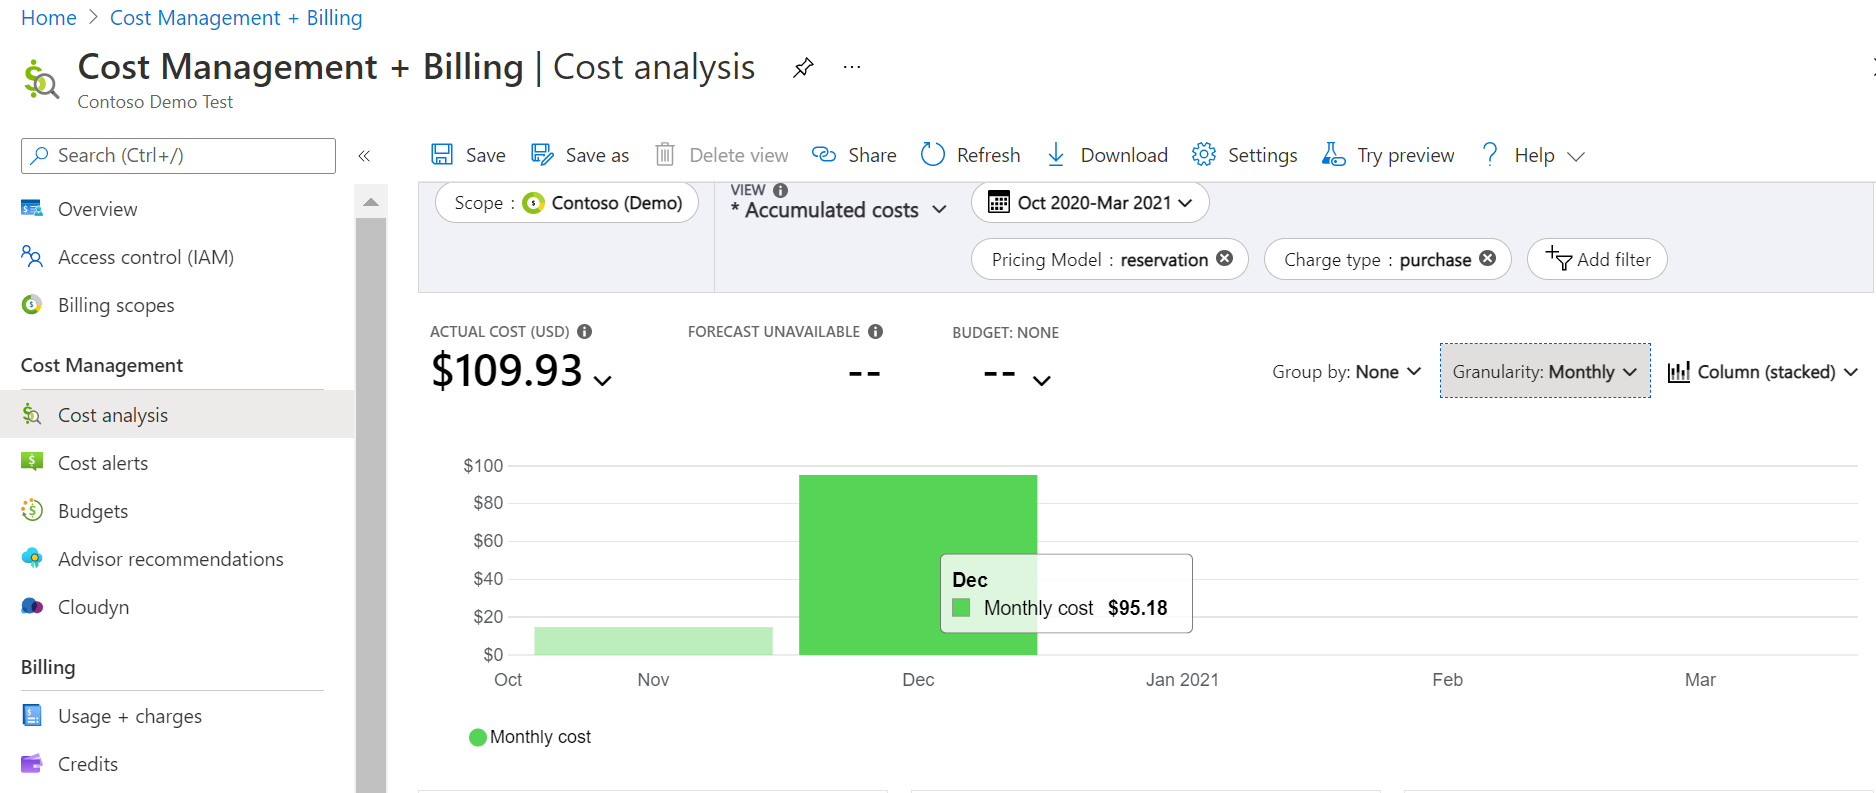 Home > Cost Management + Billing
Cost Management + Billing | Cost analysis ...
Contoso Demo Test
Search (Ctrl+/) «
Overview
Access control (IAM)
Billing scopes
Cost Management
Cost analysis
Cost alerts
Budgets
Advisor recommendations
Cloudyn
Billing
Usage + charges
Credits
Save Save as Delete view Share Refresh Download Settings Try preview ? Help
Scope : Contoso (Demo)
VIEW
* Accumulated costs
Oct 2020-Mar 2021
Pricing Model : reservation Charge type : purchase Add filter
ACTUAL COST (USD) FORECAST UNAVAILABLE BUDGET: NONE
$109.93 -- --
Group by: None Granularity: Monthly Column (stacked)
$100
$80
$60
$40
$20
$0
Dec
Monthly cost $95.18
Oct Nov Dec Jan 2021 Feb Mar
Monthly cost